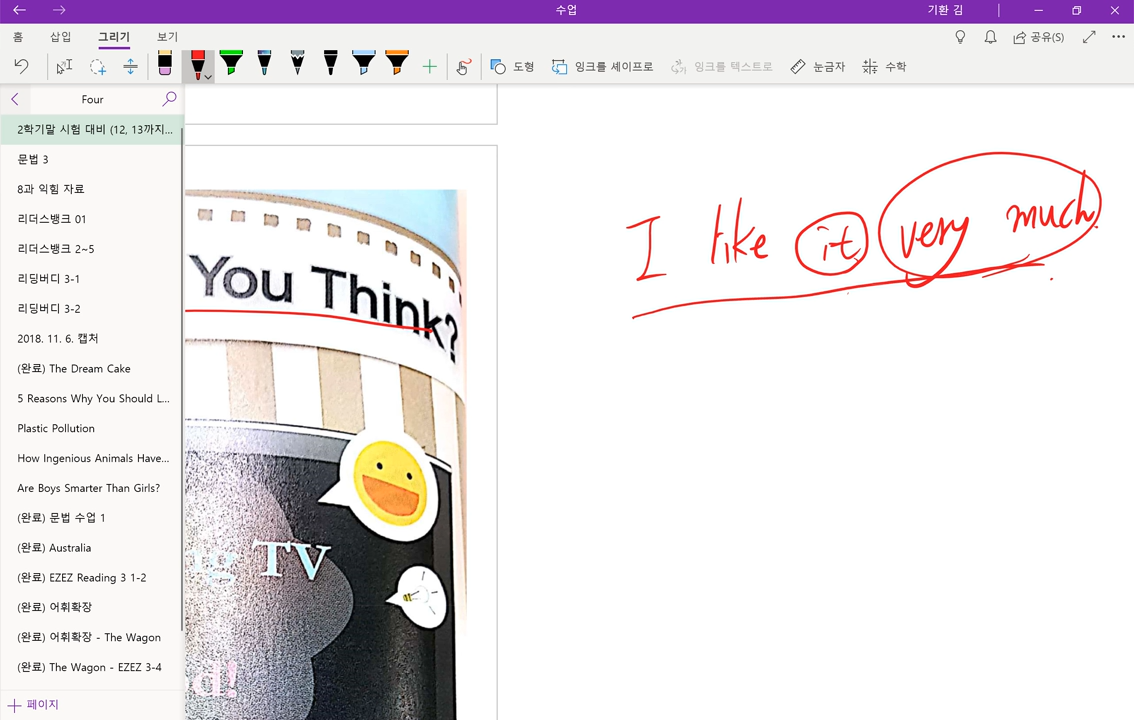 수업
기환 김
홈 삽입 그리기 보기
공유(S)
도형 잉크를 셰이프로 잉크를 텍스트로 눈금자 수학
Four
2학기말 시험 대비 (12, 13까지...
문법 3
8과 익힘 자료
리더스뱅크 01
리더스뱅크 2~5
리딩버디 3-1
리딩버디 3-2
2018. 11. 6. 캡처
(완료) The Dream Cake
5 Reasons Why You Should L...
Plastic Pollution
How Ingenious Animals Have...
Are Boys Smarter Than Girls?
(완료) 문법 수업 1
(완료) Australia
(완료) EZEZ Reading 3 1-2
(완료) 어휘확장
(완료) 어휘확장 - The Wagon
(완료) The Wagon - EZEZ 3-4
페이지
You Think?
ng TV
od!
I like it very much.